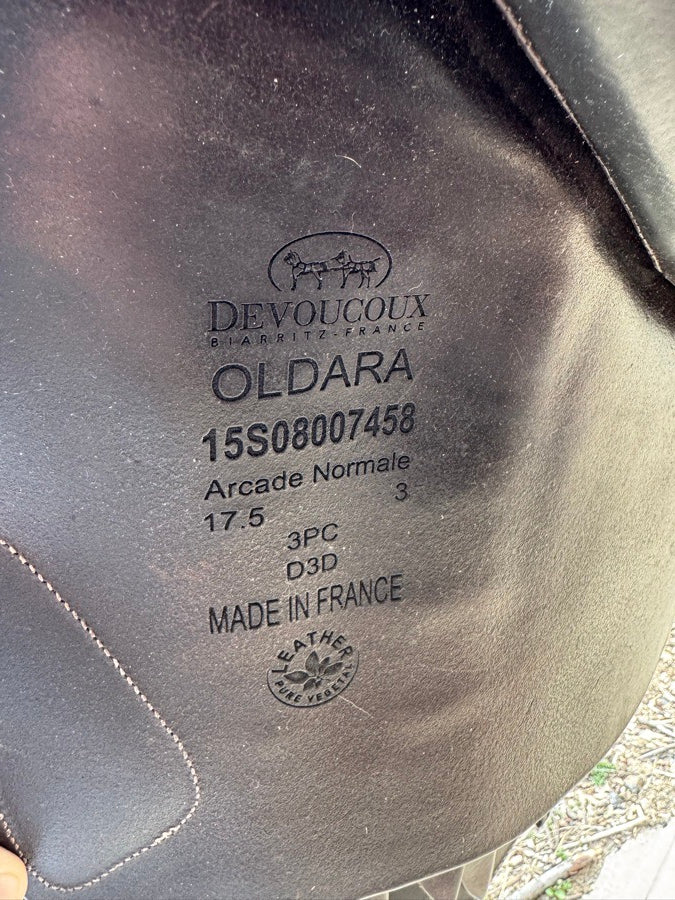 DEVOUCOUX
BIARRITZ-FRANCE
OLDARA
15S08007458
Arcade Normale
17.5 3
3PC
D3D
MADE IN FRANCE
LEATHER
PURE VEGETAL